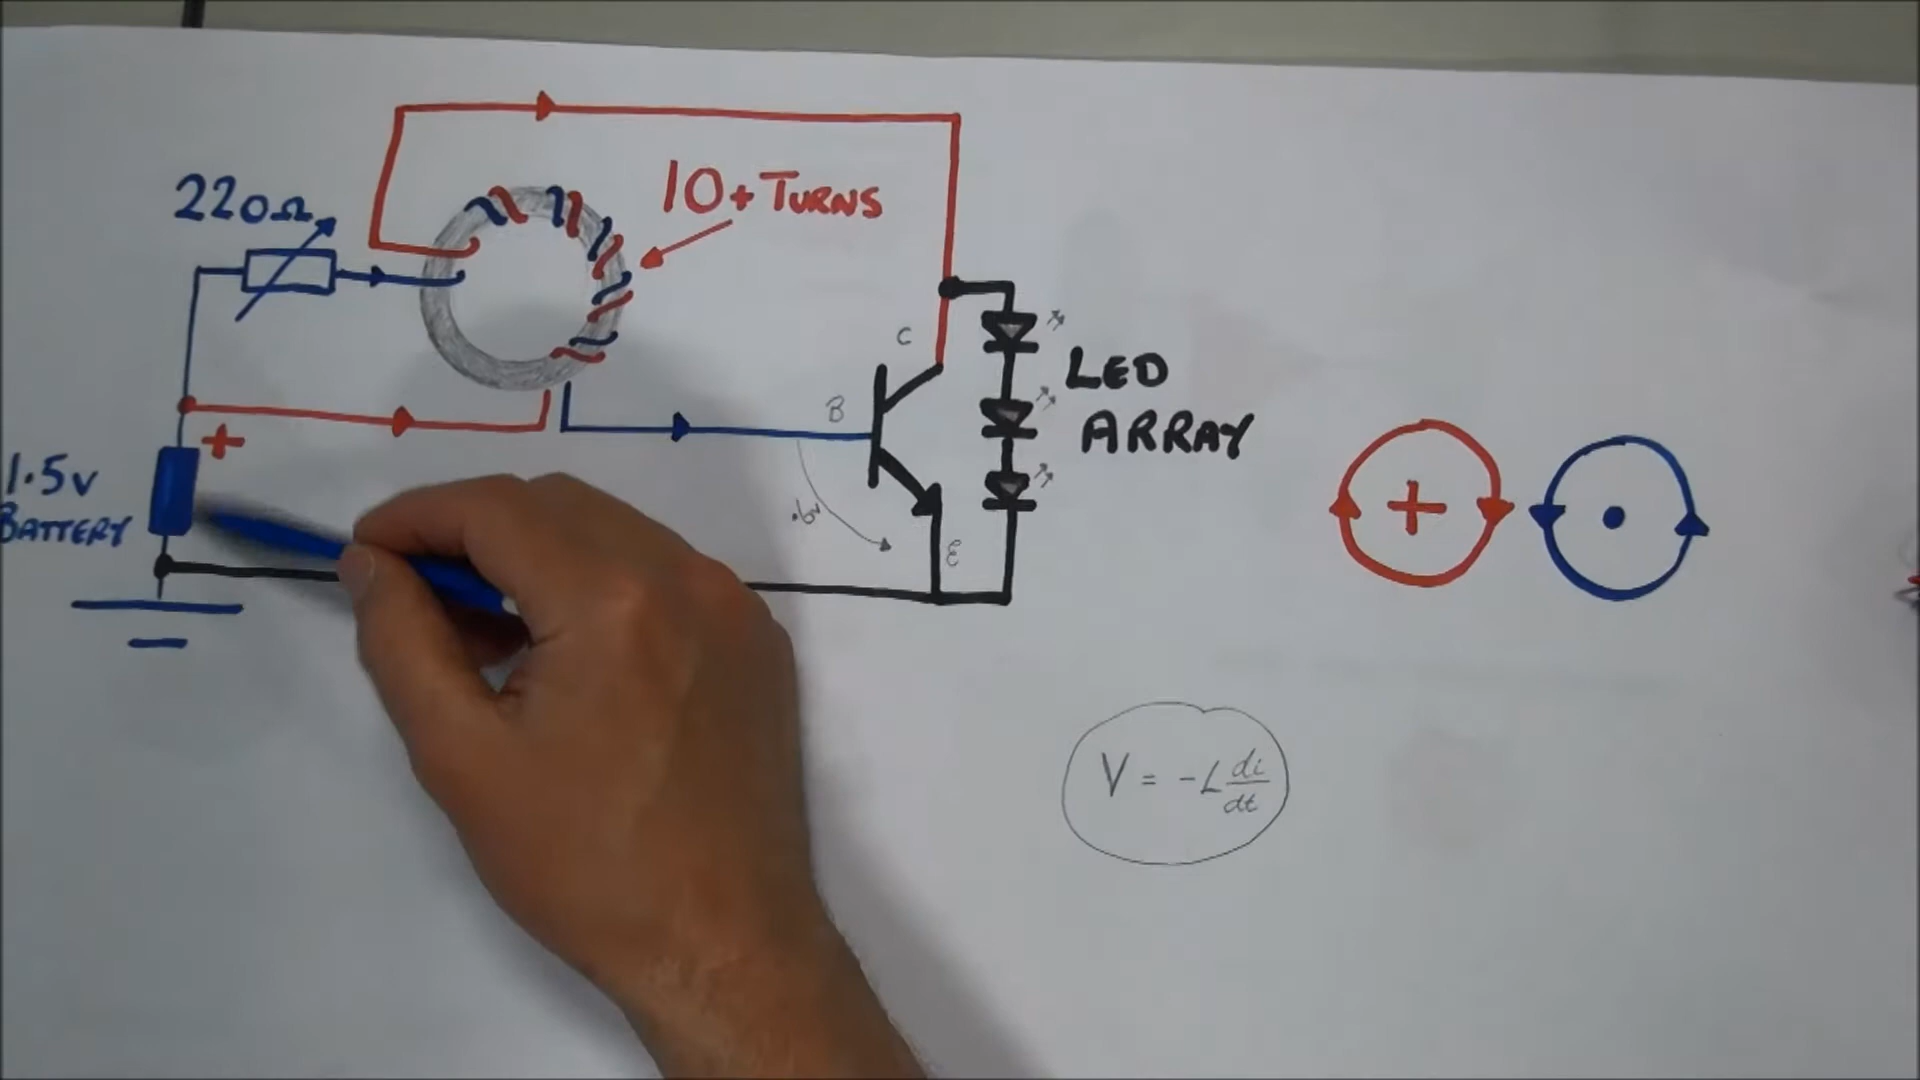 220Ω
10+ TURNS
+
1.5v
BATTERY
C
B
E
.6v
LED
ARRAY
+
V = -L di/dt